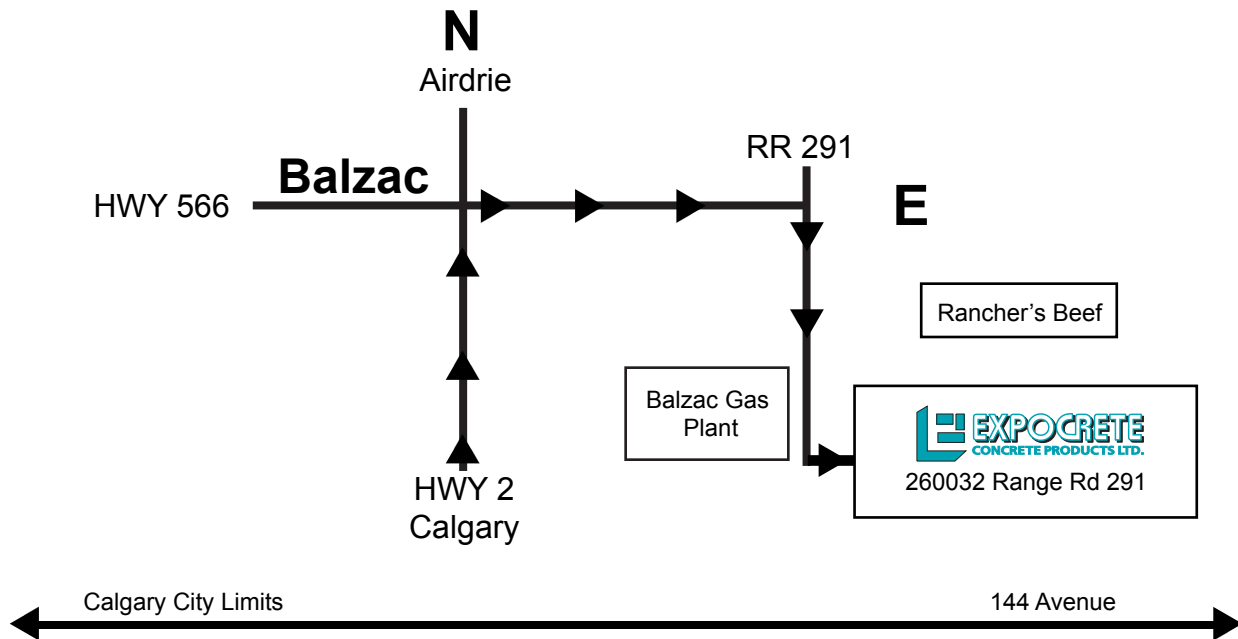 N
Airdrie
RR 291
Balzac
HWY 566
E
Rancher's Beef
Balzac Gas
Plant
EXPOCRETE
CONCRETE PRODUCTS LTD.
260032 Range Rd 291
HWY 2
Calgary
Calgary City Limits
144 Avenue